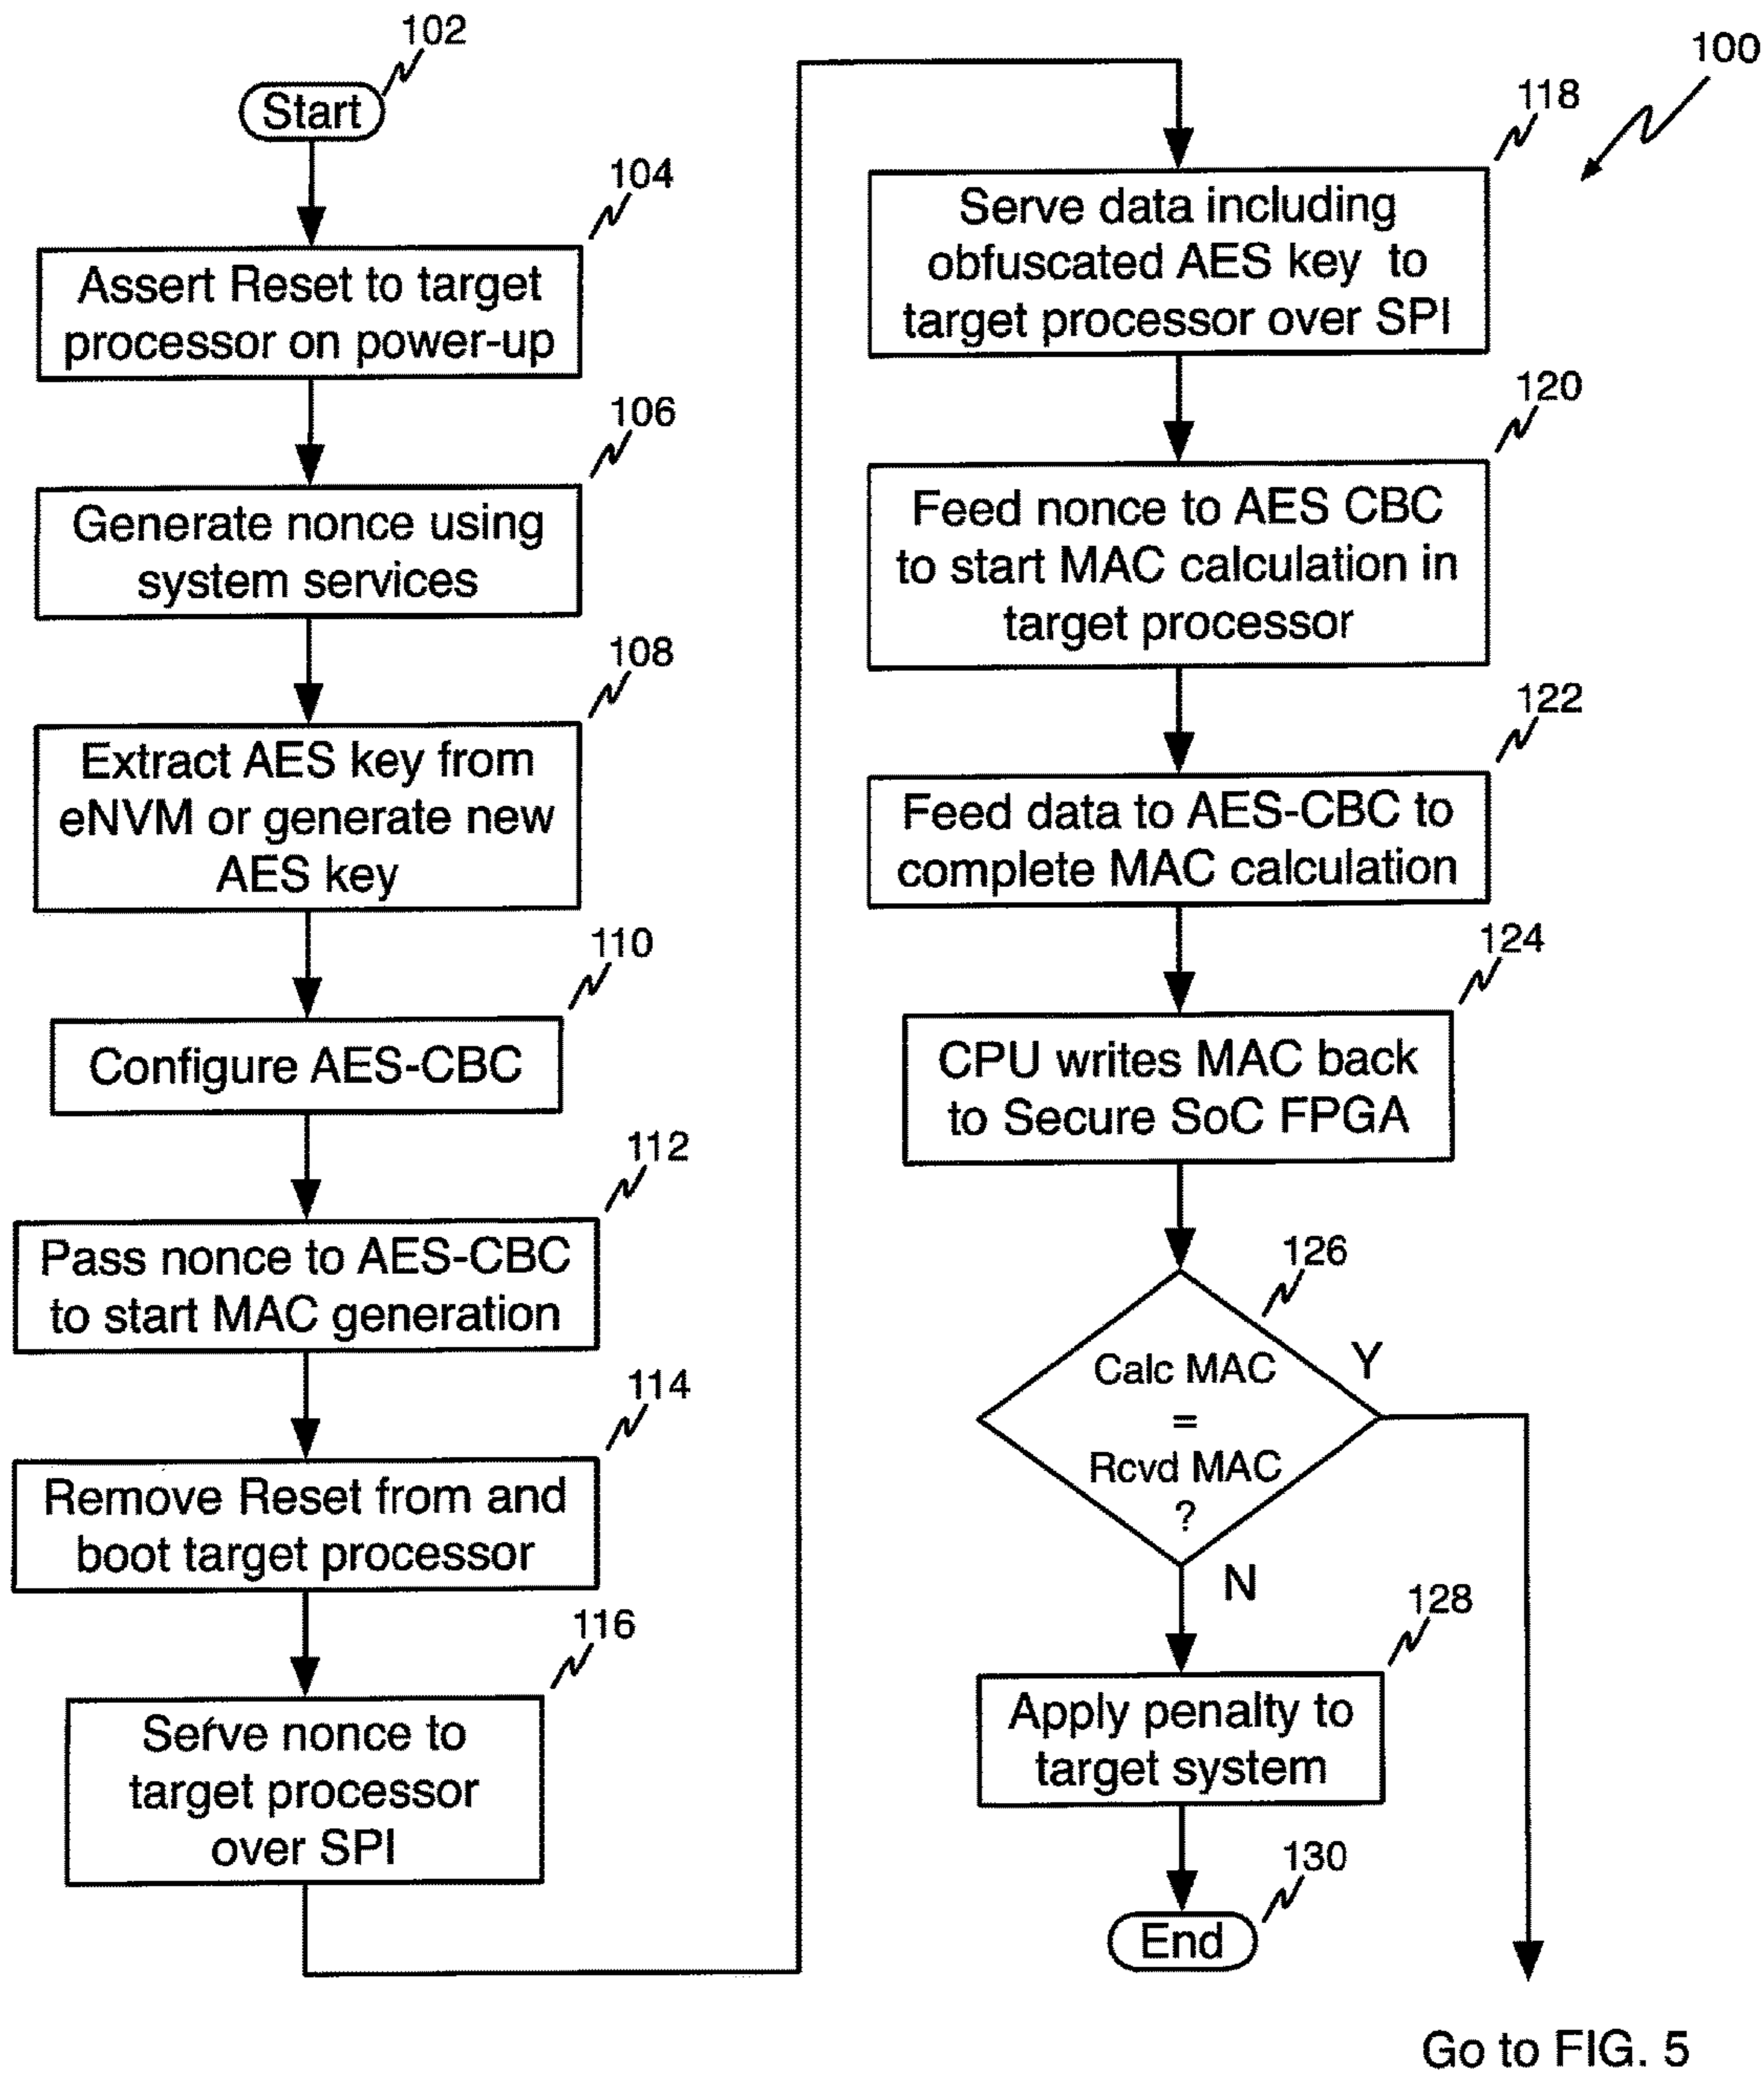 102
Start
104
Assert Reset to target
processor on power-up
106
Generate nonce using
system services
108
Extract AES key from
eNVM or generate new
AES key
110
Configure AES-CBC
112
Pass nonce to AES-CBC
to start MAC generation
114
Remove Reset from and
boot target processor
116
Serve nonce to
target processor
over SPI
100
118
Serve data including
obfuscated AES key to
target processor over SPI
120
Feed nonce to AES CBC
to start MAC calculation in
target processor
122
Feed data to AES-CBC to
complete MAC calculation
124
CPU writes MAC back
to Secure SoC FPGA
126
Calc MAC
=
Rcvd MAC
?
Y
N
128
Apply penalty to
target system
130
End
Go to FIG. 5